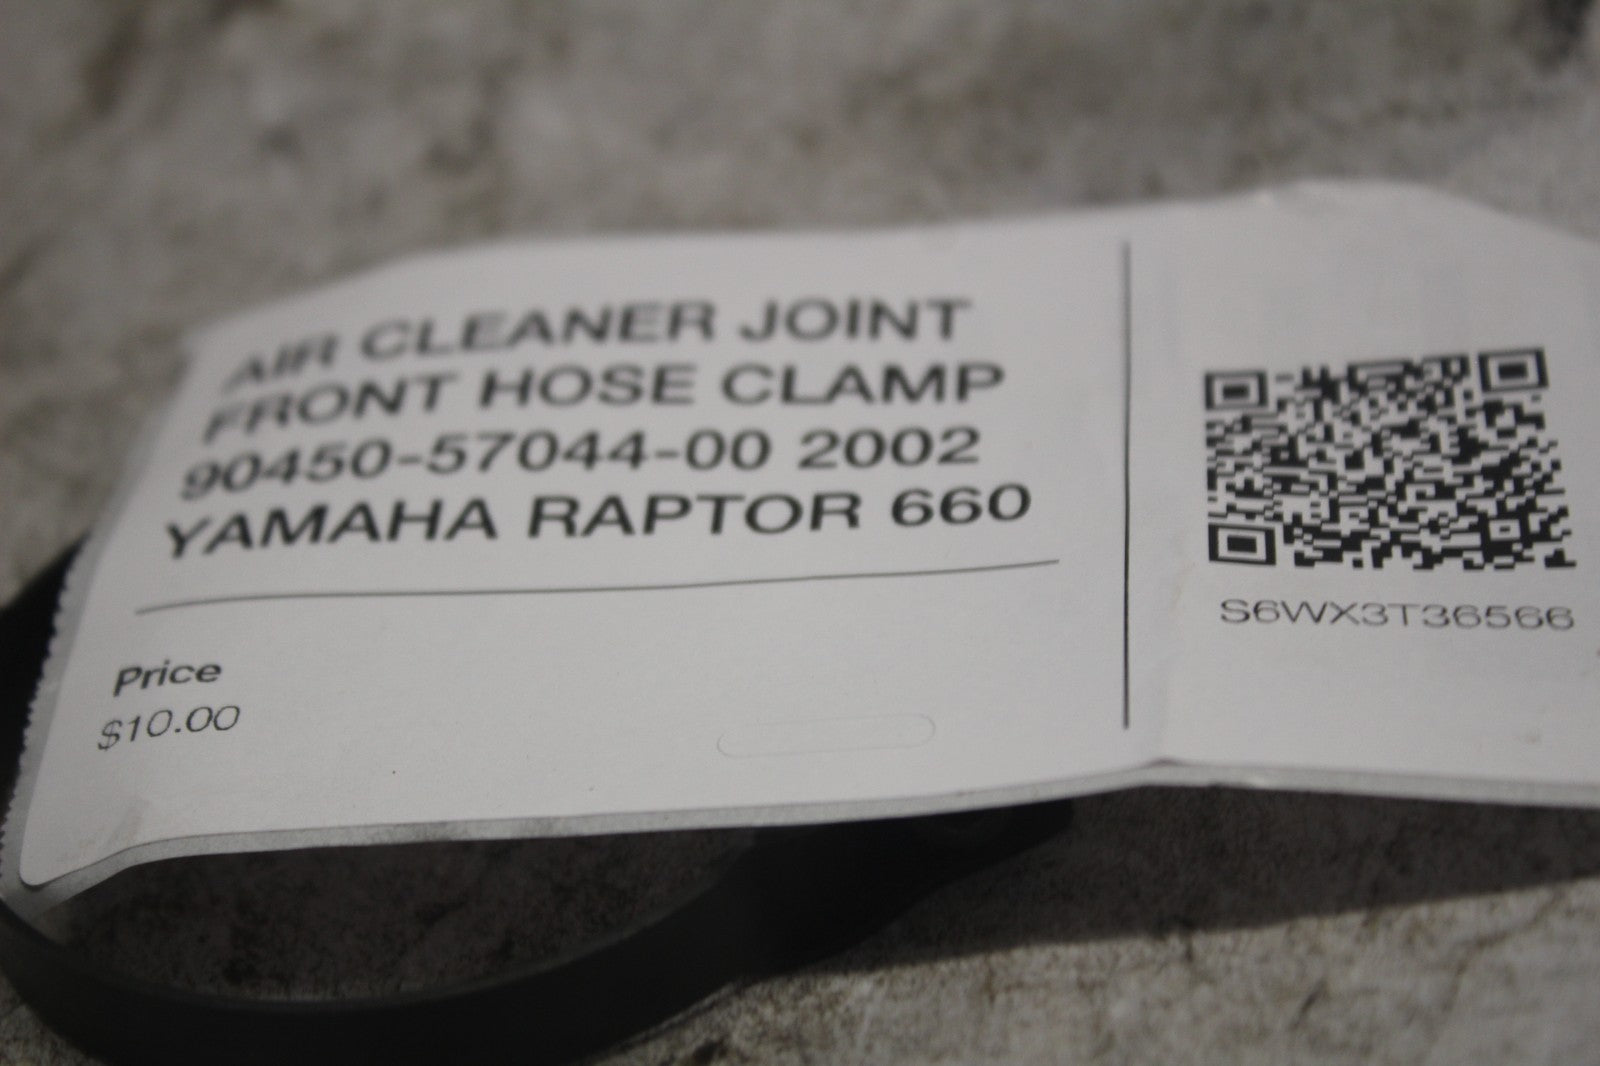 AIR CLEANER JOINT
FRONT HOSE CLAMP
90450-57044-00 2002
YAMAHA RAPTOR 660
Price
$10.00
S6WX3T36566